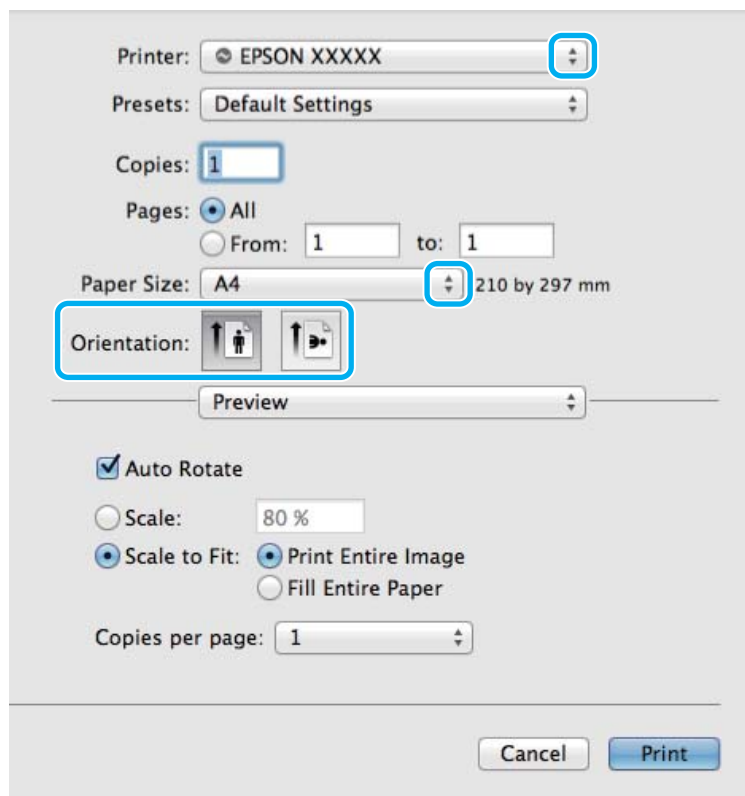 Printer: EPSON XXXXX
Presets: Default Settings
Copies: 1
Pages: All
From: 1 to: 1
Paper Size: A4 210 by 297 mm
Orientation:
Preview
Auto Rotate
Scale: 80 %
Scale to Fit: Print Entire Image
Fill Entire Paper
Copies per page: 1
Cancel Print